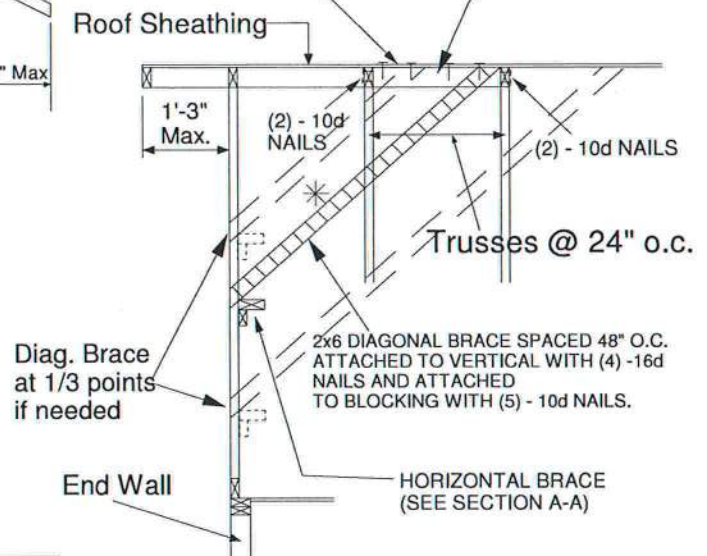 Roof Sheathing
" Max
1'-3"
Max.
(2) - 10d
NAILS
(2) - 10d NAILS
Trusses @ 24" o.c.
2x6 DIAGONAL BRACE SPACED 48" O.C.
ATTACHED TO VERTICAL WITH (4) -16d
NAILS AND ATTACHED
TO BLOCKING WITH (5) - 10d NAILS.
Diag. Brace
at 1/3 points
if needed
HORIZONTAL BRACE
(SEE SECTION A-A)
End Wall